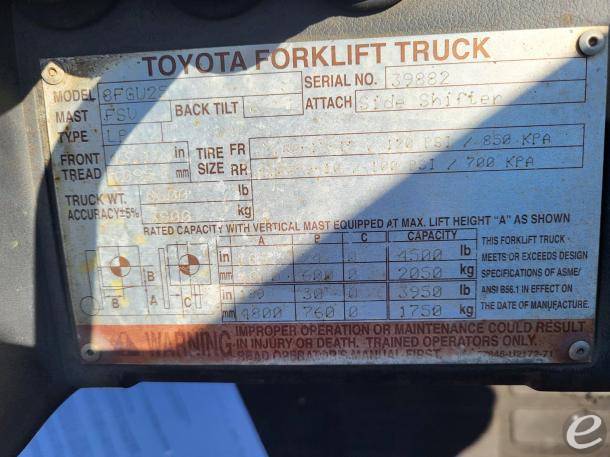 TOYOTA FORKLIFT TRUCK
MODEL 8FGU25 SERIAL NO. 39882
MAST FSV BACK TILT ATTACH Side Shifter
TYPE LP
FRONT TREAD in mm
TIRE SIZE FR PSI / 850 KPA
RR 100 PSI / 700 KPA
TRUCK WT. lb
ACCURACY±5% kg
RATED CAPACITY WITH VERTICAL MAST EQUIPPED AT MAX. LIFT HEIGHT "A" AS SHOWN
A B C CAPACITY
in 0 4500 lb
mm 600 0 2050 kg
in 30 0 3950 lb
mm 4800 760 0 1750 kg
B A C B
THIS FORKLIFT TRUCK
MEETS OR EXCEEDS DESIGN
SPECIFICATIONS OF ASME/
ANSI B56.1 IN EFFECT ON
THE DATE OF MANUFACTURE.
WARNING
IMPROPER OPERATION OR MAINTENANCE COULD RESULT
IN INJURY OR DEATH. TRAINED OPERATORS ONLY.
READ OPERATOR'S MANUAL FIRST.
e